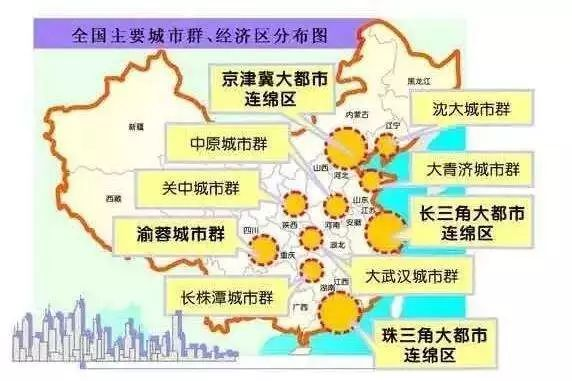 全国主要城市群、经济区分布图
京津冀大都市
连绵区
黑龙江
沈大城市群
内蒙古
辽宁
新疆
中原城市群
山西
河北
大青济城市群
关中城市群
山东
江苏
西藏
陕西
河南
安徽
长三角大都市
连绵区
渝蓉城市群
四川
湖北
重庆
大武汉城市群
长株潭城市群
湖南
江西
广西
珠三角大都市
连绵区